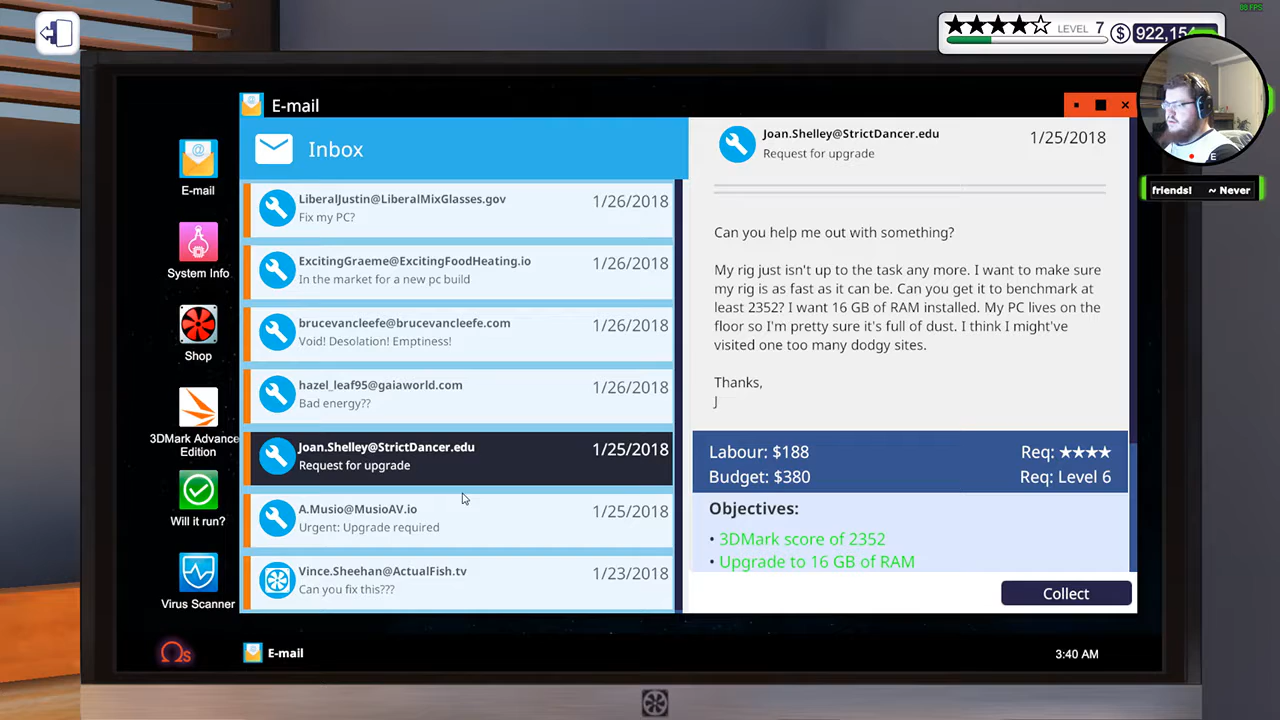 88 FPS
LEVEL 7
$ 922,154
E-mail
friends! ~ Never
E-mail
System Info
Shop
3DMark Advance
Edition
Will it run?
Virus Scanner
Inbox
LiberalJustin@LiberalMixGlasses.gov 1/26/2018
Fix my PC?
ExcitingGraeme@ExcitingFoodHeating.io 1/26/2018
In the market for a new pc build
brucevancleefe@brucevancleefe.com 1/26/2018
Void! Desolation! Emptiness!
hazel_leaf95@gaiaworld.com 1/26/2018
Bad energy??
Joan.Shelley@StrictDancer.edu 1/25/2018
Request for upgrade
A.Musio@MusioAV.io 1/25/2018
Urgent: Upgrade required
Vince.Sheehan@ActualFish.tv 1/23/2018
Can you fix this???
Joan.Shelley@StrictDancer.edu 1/25/2018
Request for upgrade
Can you help me out with something?
My rig just isn't up to the task any more. I want to make sure
my rig is as fast as it can be. Can you get it to benchmark at
least 2352? I want 16 GB of RAM installed. My PC lives on the
floor so I'm pretty sure it's full of dust. I think I might've
visited one too many dodgy sites.
Thanks,
J
Labour: $188 Req: ★★★★
Budget: $380 Req: Level 6
Objectives:
• 3DMark score of 2352
• Upgrade to 16 GB of RAM
Collect
Ωs
E-mail
3:40 AM